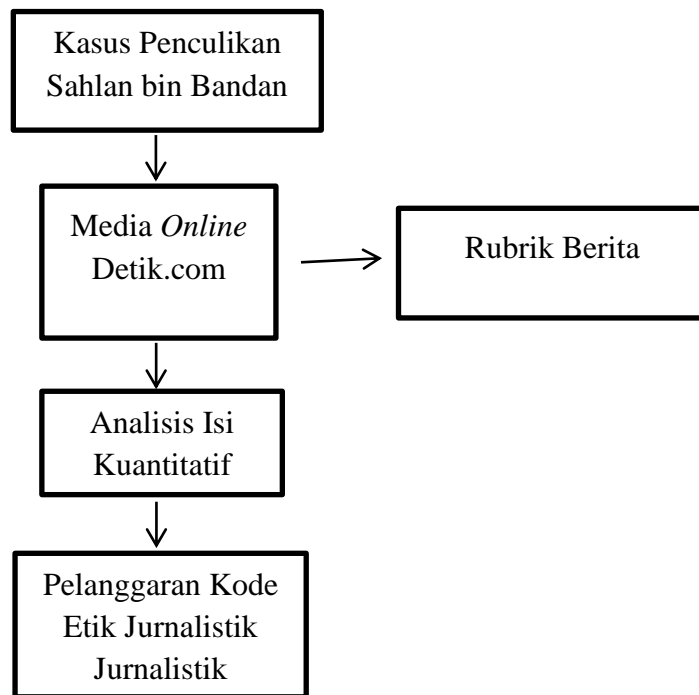 Kasus Penculikan
Sahlan bin Bandan
Media Online
Detik.com
Rubrik Berita
Analisis Isi
Kuantitatif
Pelanggaran Kode
Etik Jurnalistik
Jurnalistik